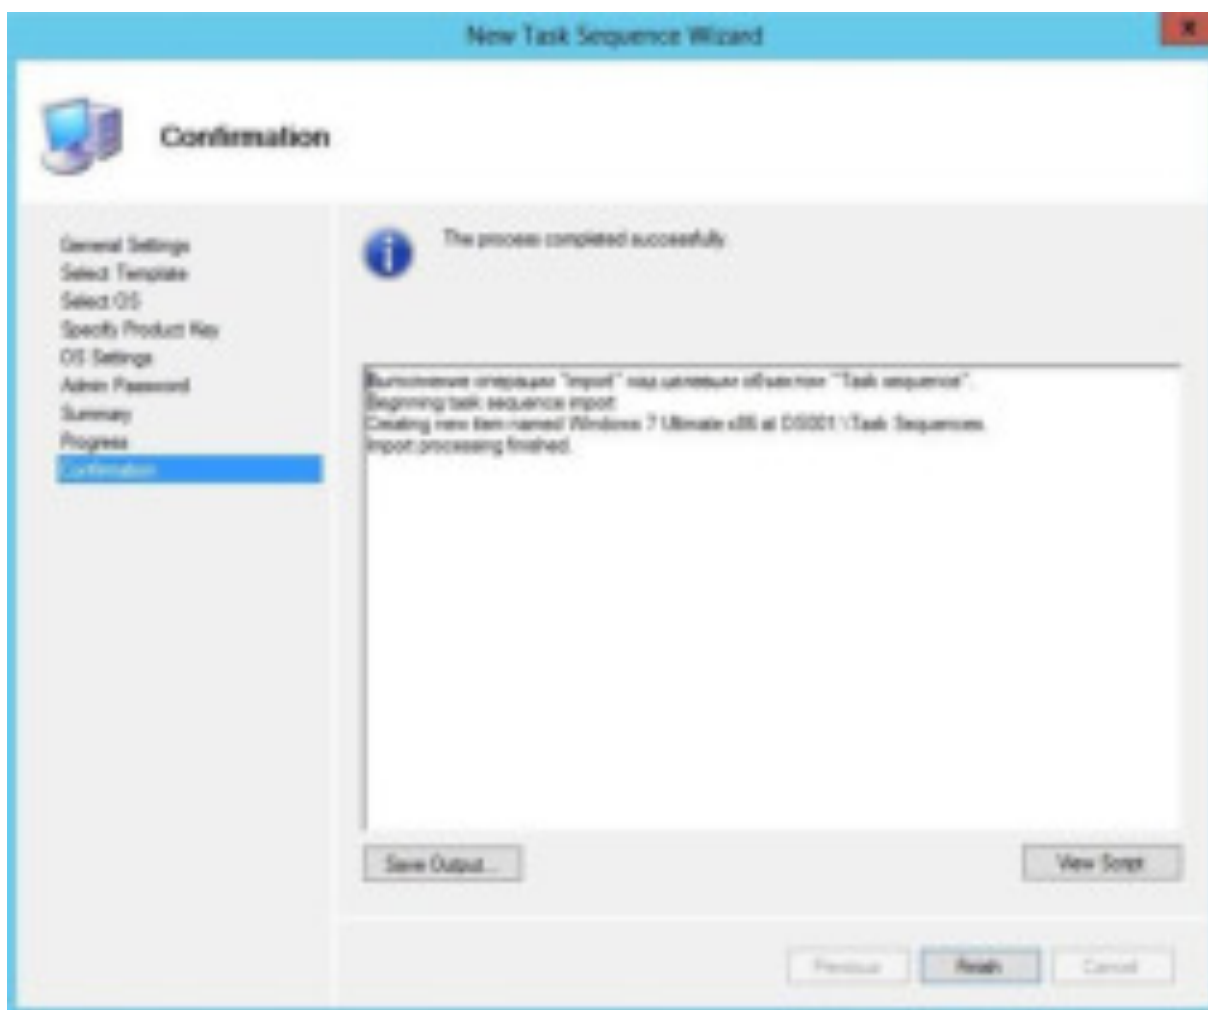 New Task Sequence Wizard
x
Confirmation
General Settings
Select Template
Select OS
Specify Product Key
OS Settings
Admin Password
Summary
Progress
Confirmation
The process completed successfully.
Выполнение операции "import" над целевым объектом "Task sequence".
Beginning task sequence import
Creating new item named Windows 7 Ultimate x86 at DS001:\Task Sequences.
Import processing finished.
Save Output...
View Script
Previous
Finish
Cancel